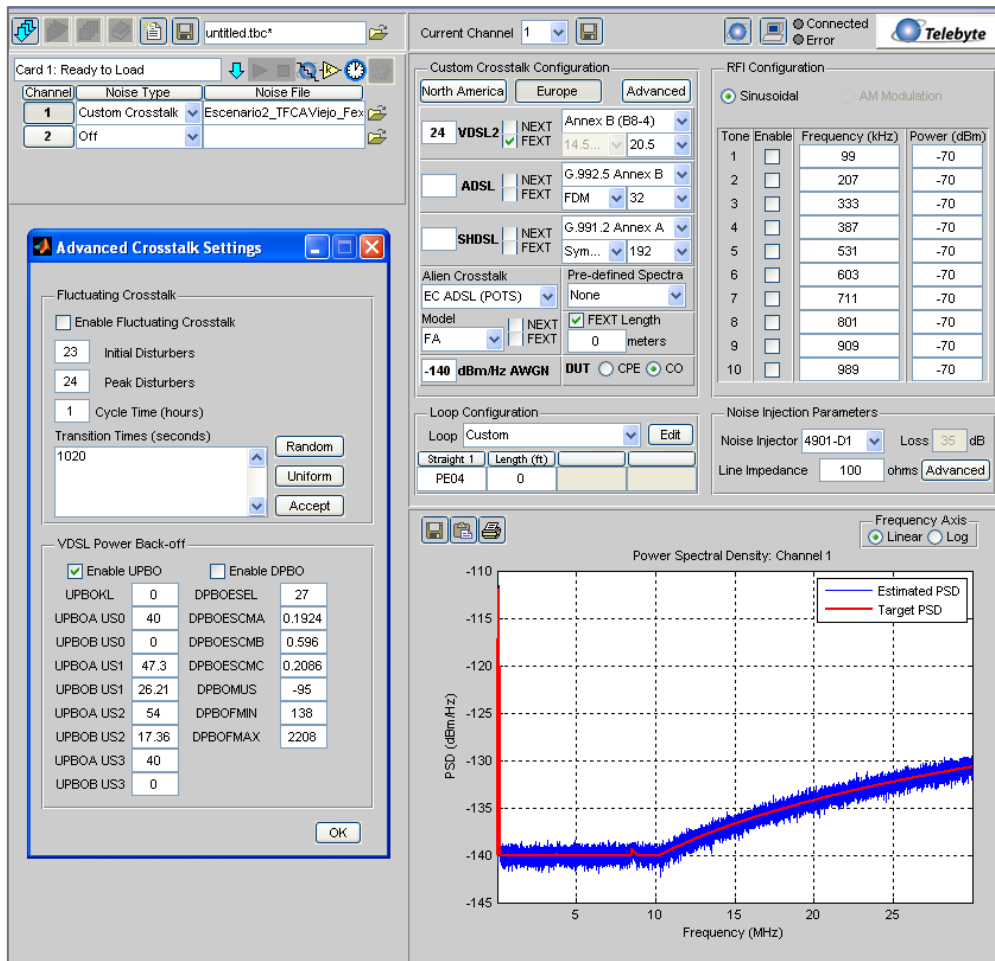 untitled.tbc*
Card 1: Ready to Load
Channel Noise Type Noise File
1 Custom Crosstalk Escenario2_TFCAViejo_Fex
2 Off
Current Channel 1
Connected
Error
Telebyte
Custom Crosstalk Configuration
North America Europe Advanced
24 VDSL2 NEXT FEXT Annex B (B8-4)
14.5... 20.5
ADSL NEXT FEXT G.992.5 Annex B
FDM 32
SHDSL NEXT FEXT G.991.2 Annex A
Sym... 192
Alien Crosstalk Pre-defined Spectra
EC ADSL (POTS) None
Model NEXT FEXT FEXT Length
FA 0 meters
-140 dBm/Hz AWGN DUT CPE CO
RFI Configuration
Sinusoidal AM Modulation
Tone Enable Frequency (kHz) Power (dBm)
1 99 -70
2 207 -70
3 333 -70
4 387 -70
5 531 -70
6 603 -70
7 711 -70
8 801 -70
9 909 -70
10 989 -70
Loop Configuration
Loop Custom Edit
Straight 1 Length (ft)
PE04 0
Noise Injection Parameters
Noise Injector 4901-D1 Loss 35 dB
Line Impedance 100 ohms Advanced
Advanced Crosstalk Settings
Fluctuating Crosstalk
Enable Fluctuating Crosstalk
23 Initial Disturbers
24 Peak Disturbers
1 Cycle Time (hours)
Transition Times (seconds)
1020
Random
Uniform
Accept
VDSL Power Back-off
Enable UPBO Enable DPBO
UPBOKL 0 DPBOESEL 27
UPBOA US0 40 DPBOESCMA 0.1924
UPBOB US0 0 DPBOESCMB 0.596
UPBOA US1 47.3 DPBOESCMC 0.2086
UPBOB US1 26.21 DPBOMUS -95
UPBOA US2 54 DPBOFMIN 138
UPBOB US2 17.36 DPBOFMAX 2208
UPBOA US3 40
UPBOB US3 0
OK
Frequency Axis
Linear Log
Power Spectral Density: Channel 1
Estimated PSD
Target PSD
PSD (dBm/Hz)
-110
-115
-120
-125
-130
-135
-140
-145
5 10 15 20 25
Frequency (MHz)